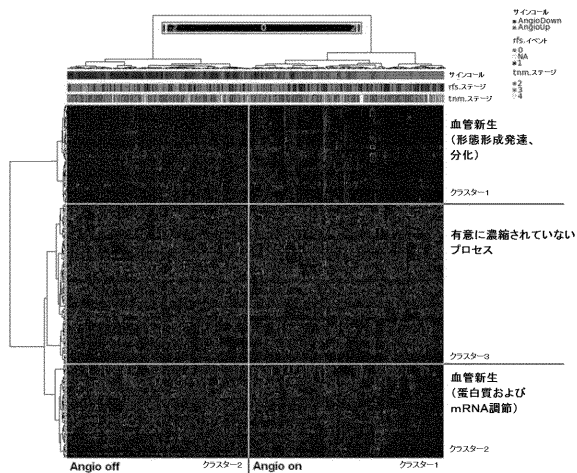 -2 0 2
サインコール
AngioDown
AngioUp
rfs.イベント
0
NA
1
tnm.ステージ
2
3
4
サインコール
rfs.ステージ
tnm.ステージ
血管新生
(形態形成発達、
分化)
クラスター1
有意に濃縮されていない
プロセス
クラスター3
血管新生
(蛋白質および
mRNA調節)
クラスター2
Angio off クラスター2
Angio on クラスター1